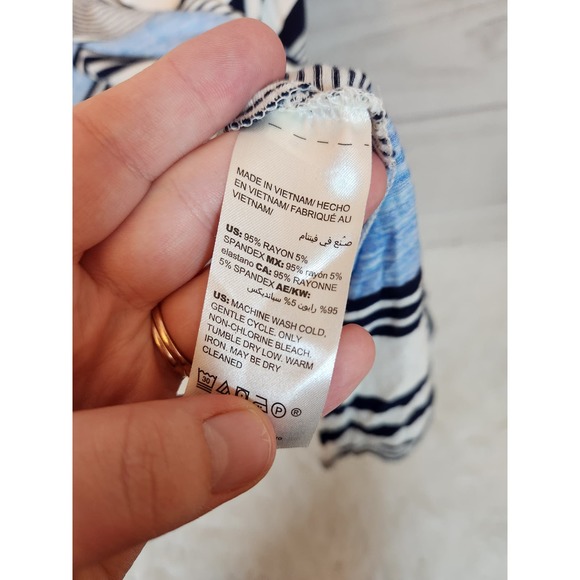 MADE IN VIETNAM/ HECHO
EN VIETNAM/ FABRIQUÉ AU
VIETNAM/
صنع في فيتنام
US: 95% RAYON 5%
SPANDEX MX: 95% rayón 5%
elastano CA: 95% RAYONNE
5% SPANDEX AE/KW:
95% رايون 5% سباندیكس
US: MACHINE WASH COLD,
GENTLE CYCLE. ONLY
NON-CHLORINE BLEACH.
TUMBLE DRY LOW. WARM
IRON. MAY BE DRY
CLEANED
30 P ®